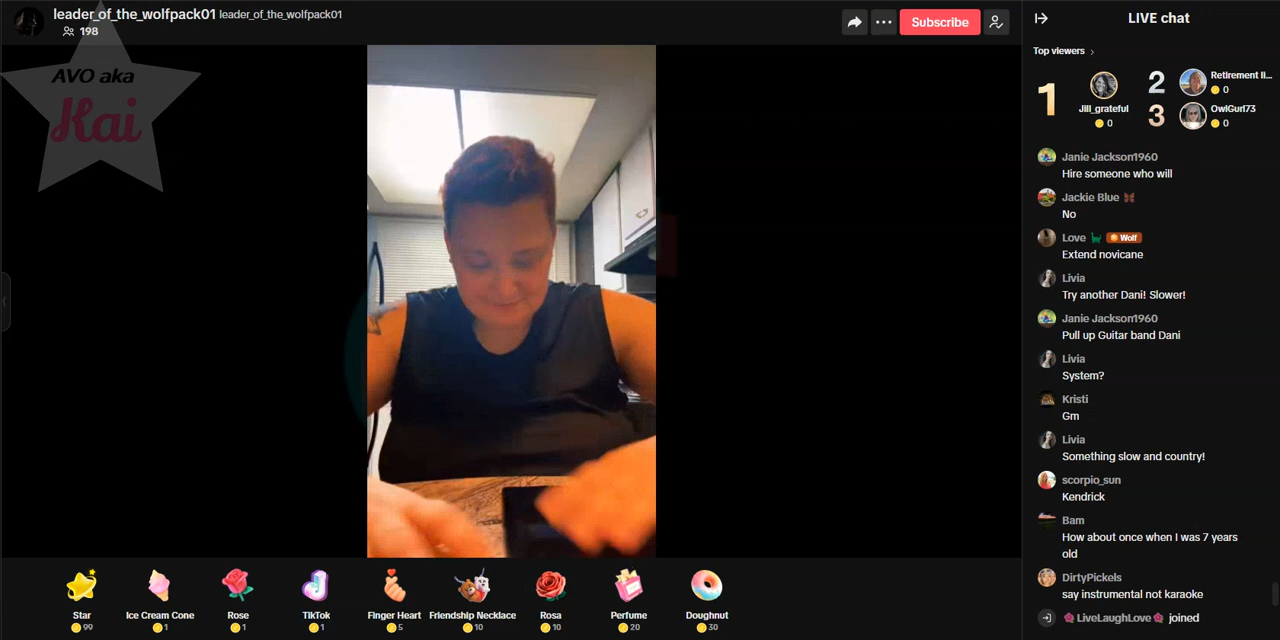 leader_of_the_wolfpack01 leader_of_the_wolfpack01
198
Subscribe
AVO aka
Kai
LIVE chat
Top viewers
1
Jill_grateful
0
2
Retirement li...
0
3
OwlGurl73
0
Janie Jackson1960
Hire someone who will
Jackie Blue
No
Love Wolf
Extend novicane
Livia
Try another Dani! Slower!
Janie Jackson1960
Pull up Guitar band Dani
Livia
System?
Kristi
Gm
Livia
Something slow and country!
scorpio_sun
Kendrick
Bam
How about once when I was 7 years
old
DirtyPickels
say instrumental not karaoke
LiveLaughLove joined
Star
99
Ice Cream Cone
1
Rose
1
TikTok
1
Finger Heart
5
Friendship Necklace
10
Rosa
10
Perfume
20
Doughnut
30